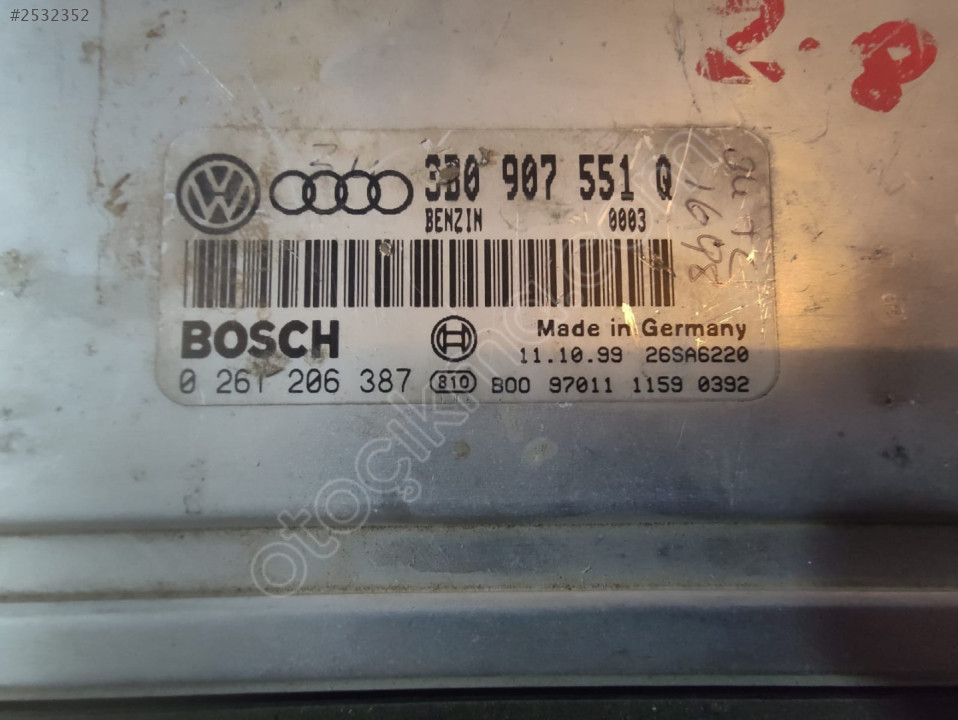 #2532352
2.8
3B0 907 551 Q
BENZIN 0003
BOSCH
Made in Germany
11.10.99 26SA6220
0 261 206 387 810 B00 97011 1159 0392
otoçıkma.com